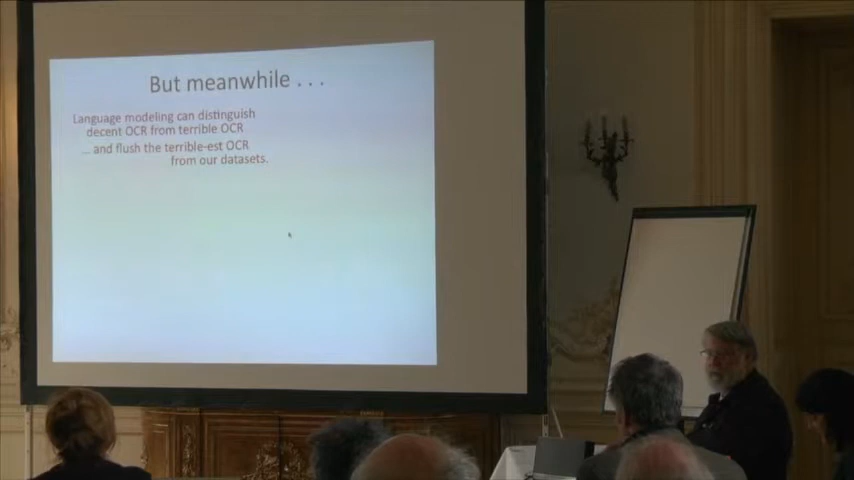 But meanwhile . . .
Language modeling can distinguish
decent OCR from terrible OCR
... and flush the terrible-est OCR
from our datasets.